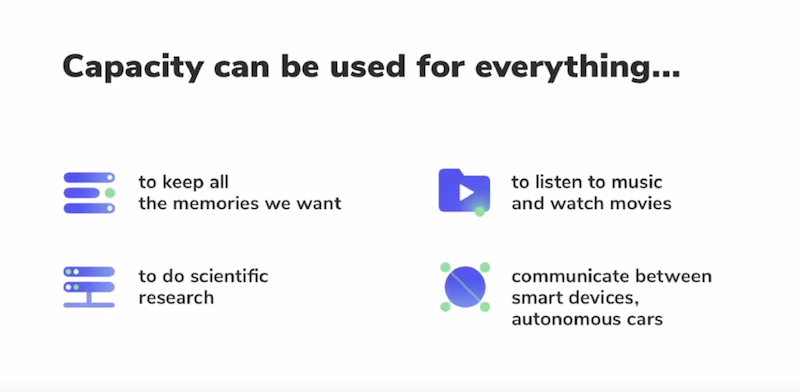 Capacity can be used for everything...
to keep all
the memories we want
to listen to music
and watch movies
to do scientific
research
communicate between
smart devices,
autonomous cars